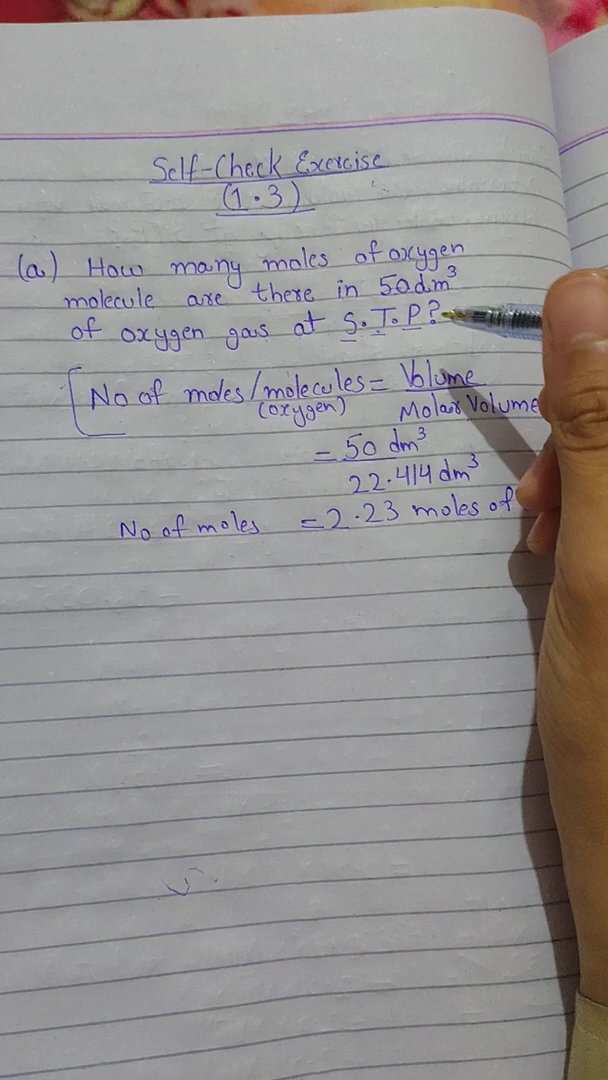 Self-Check Exercise
(1.3)
(a) How many moles of oxygen
molecule are there in 50dm³
of oxygen gas at S.T.P?
No of moles/molecules = Volume
(oxygen) Molar Volume
= 50 dm³
22.414 dm³
No of moles = 2.23 moles of